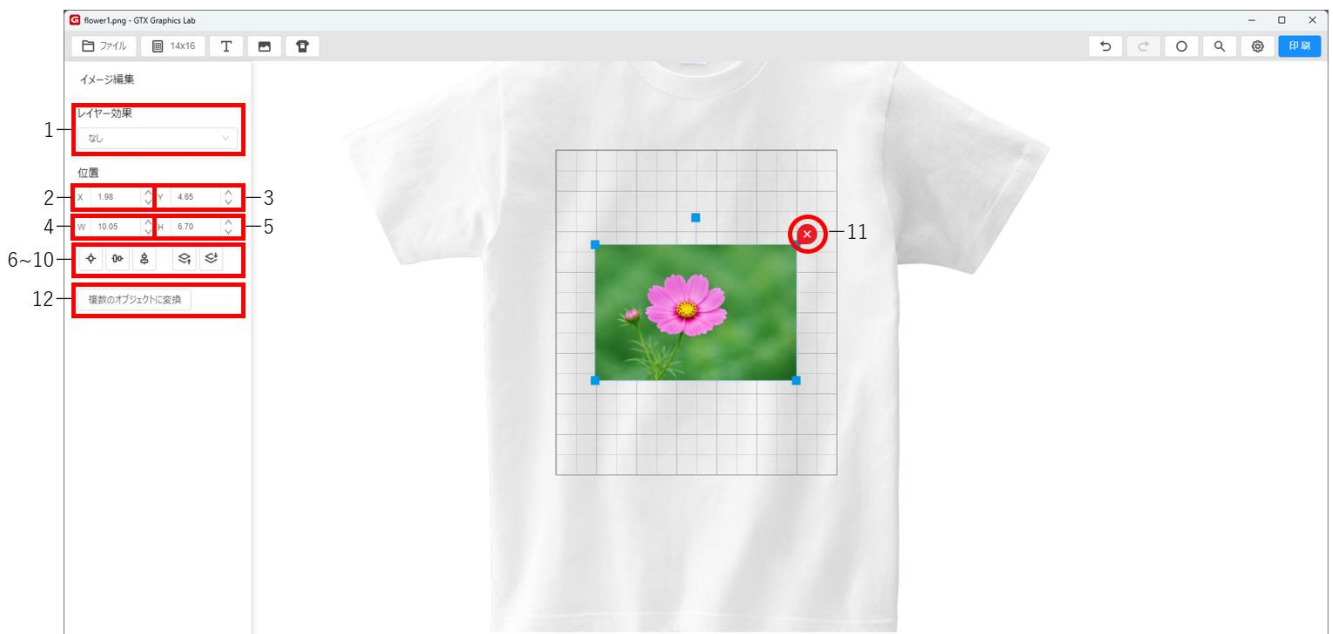 flower1.png - GTX Graphics Lab
ファイル 14x16 T 印刷
イメージ編集
1 レイヤー効果
なし
位置
2 X 1.98 Y 4.65 3
4 W 10.05 H 6.70 5
6~10
12 複数のオブジェクトに変換
11